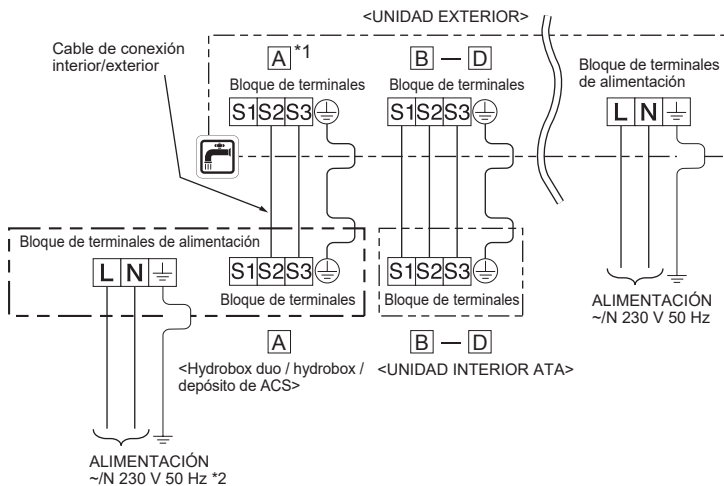 <UNIDAD EXTERIOR>
Cable de conexión
interior/exterior
A *1
Bloque de terminales
S1 S2 S3
B — D
Bloque de terminales
S1 S2 S3
Bloque de terminales
de alimentación
L N
Bloque de terminales de alimentación
L N
S1 S2 S3
Bloque de terminales
S1 S2 S3
Bloque de terminales
A
<Hydrobox duo / hydrobox /
depósito de ACS>
B — D
<UNIDAD INTERIOR ATA>
ALIMENTACIÓN
~/N 230 V 50 Hz
ALIMENTACIÓN
~/N 230 V 50 Hz *2